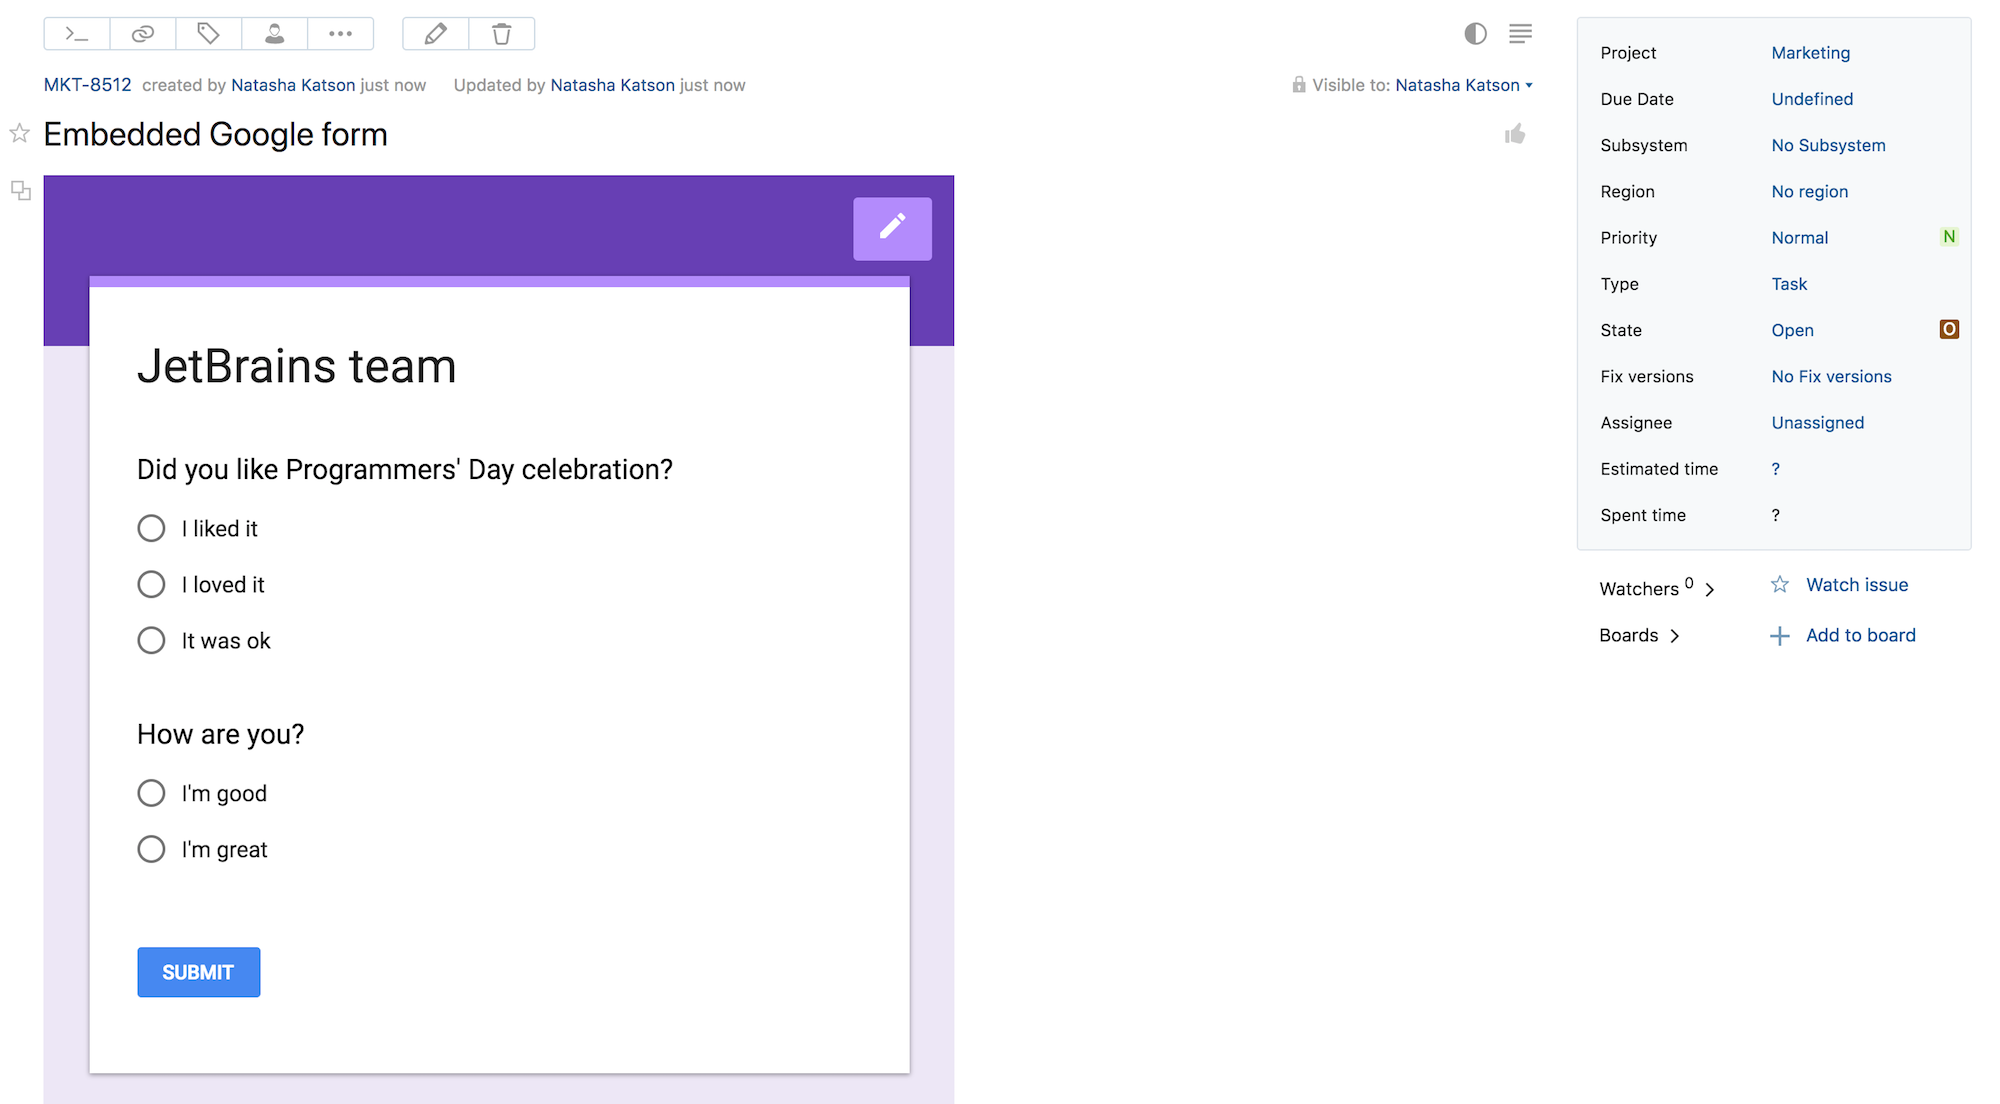 MKT-8512 created by Natasha Katson just now Updated by Natasha Katson just now Visible to: Natasha Katson
Embedded Google form
JetBrains team
Did you like Programmers' Day celebration?
I liked it
I loved it
It was ok
How are you?
I'm good
I'm great
SUBMIT
Project Marketing
Due Date Undefined
Subsystem No Subsystem
Region No region
Priority Normal N
Type Task
State Open O
Fix versions No Fix versions
Assignee Unassigned
Estimated time ?
Spent time ?
Watchers 0 Watch issue
Boards Add to board